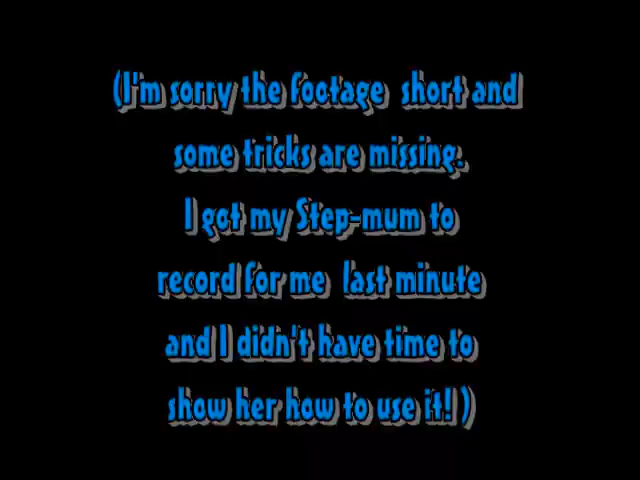 (I'm sorry the footage  short and
some tricks are missing.
I got my Step-mum to
record for me  last minute
and I didn't have time to
show her how to use it! )